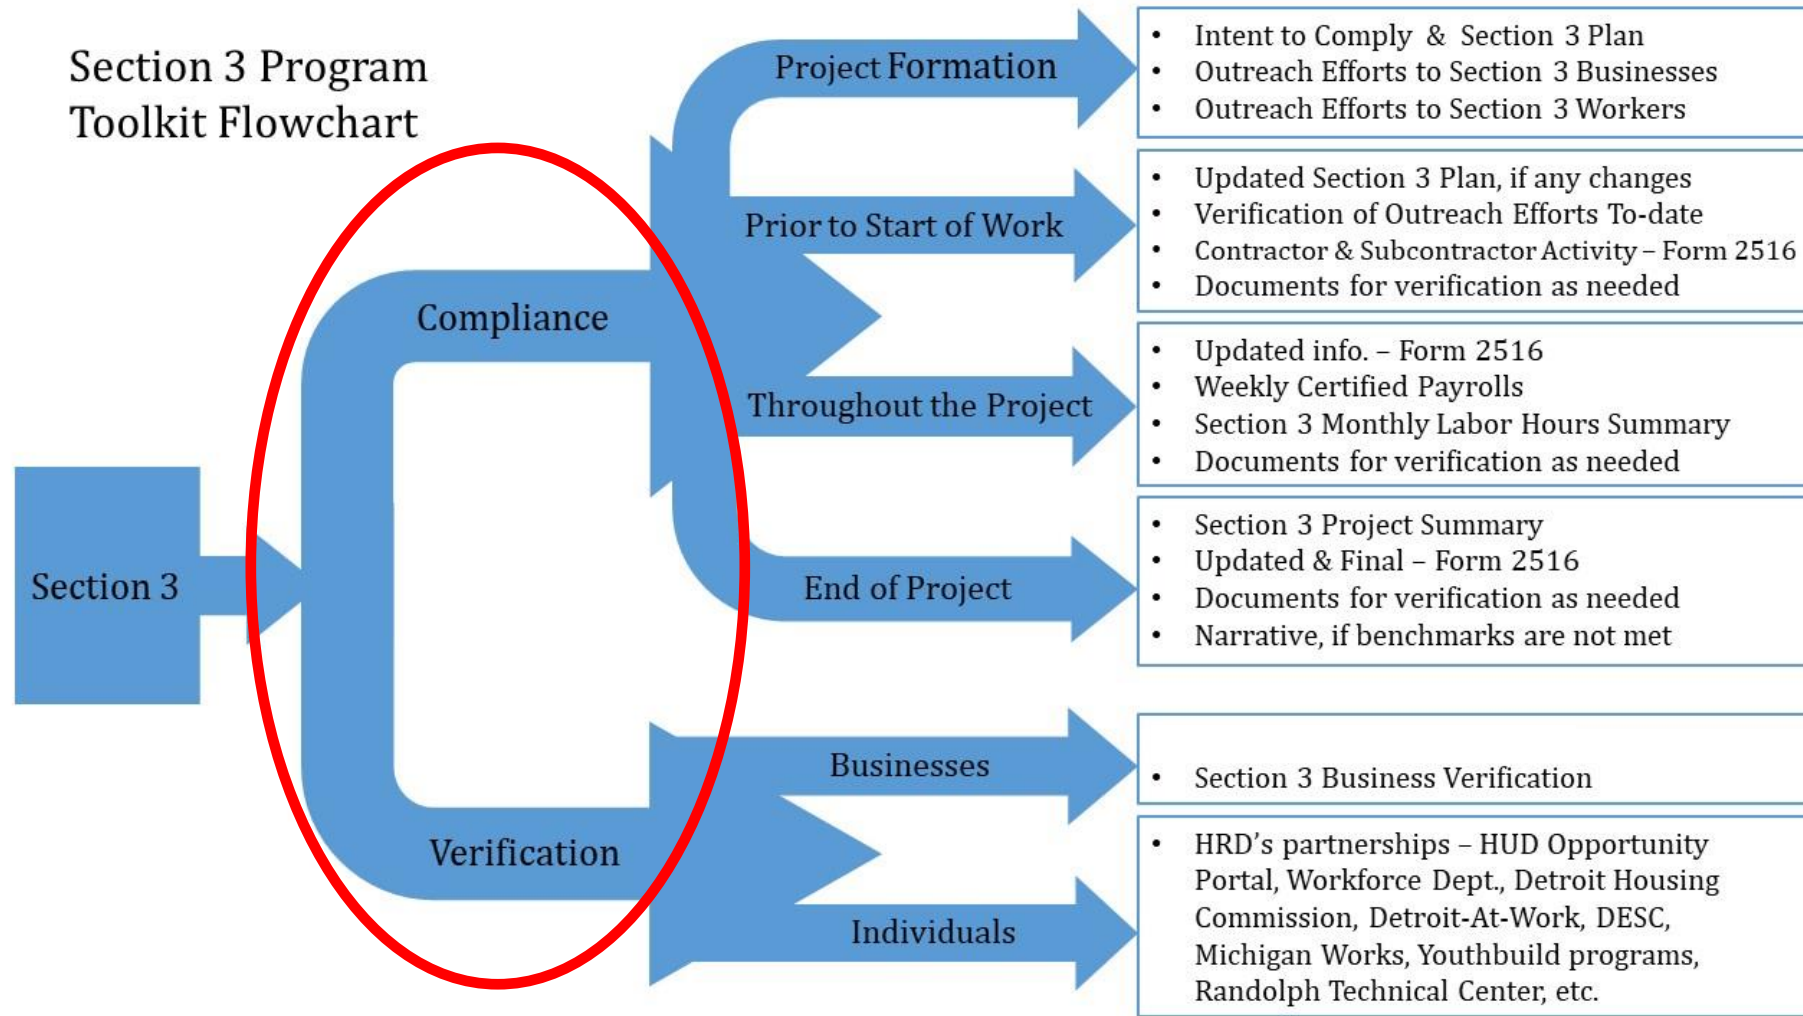 Section 3 Program
Toolkit Flowchart
Section 3
Compliance
Verification
Project Formation
• Intent to Comply & Section 3 Plan
• Outreach Efforts to Section 3 Businesses
• Outreach Efforts to Section 3 Workers
Prior to Start of Work
• Updated Section 3 Plan, if any changes
• Verification of Outreach Efforts To-date
• Contractor & Subcontractor Activity – Form 2516
• Documents for verification as needed
Throughout the Project
• Updated info. – Form 2516
• Weekly Certified Payrolls
• Section 3 Monthly Labor Hours Summary
• Documents for verification as needed
End of Project
• Section 3 Project Summary
• Updated & Final – Form 2516
• Documents for verification as needed
• Narrative, if benchmarks are not met
Businesses
• Section 3 Business Verification
Individuals
• HRD's partnerships – HUD Opportunity
Portal, Workforce Dept., Detroit Housing
Commission, Detroit-At-Work, DESC,
Michigan Works, Youthbuild programs,
Randolph Technical Center, etc.